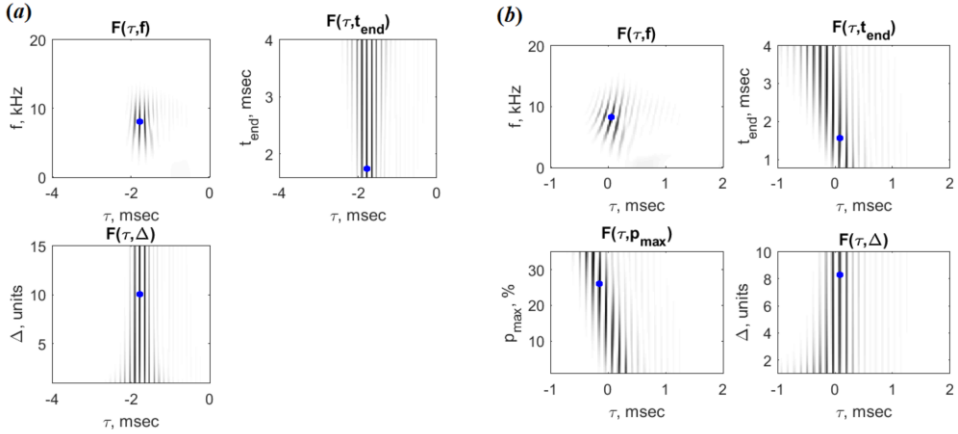 (a)
F(τ,f)
20
10
0
f, kHz
-4
-2
0
τ, msec
F(τ,t_end)
4
3
2
t_end, msec
-4
-2
0
τ, msec
F(τ,Δ)
15
10
5
Δ, units
-4
-2
0
τ, msec
(b)
F(τ,f)
20
15
10
5
0
f, kHz
-1
0
1
2
τ, msec
F(τ,t_end)
4
3
2
1
t_end, msec
-1
0
1
2
τ, msec
F(τ,p_max)
30
20
10
p_max, %
-1
0
1
2
τ, msec
F(τ,Δ)
10
8
6
4
2
Δ, units
-1
0
1
2
τ, msec